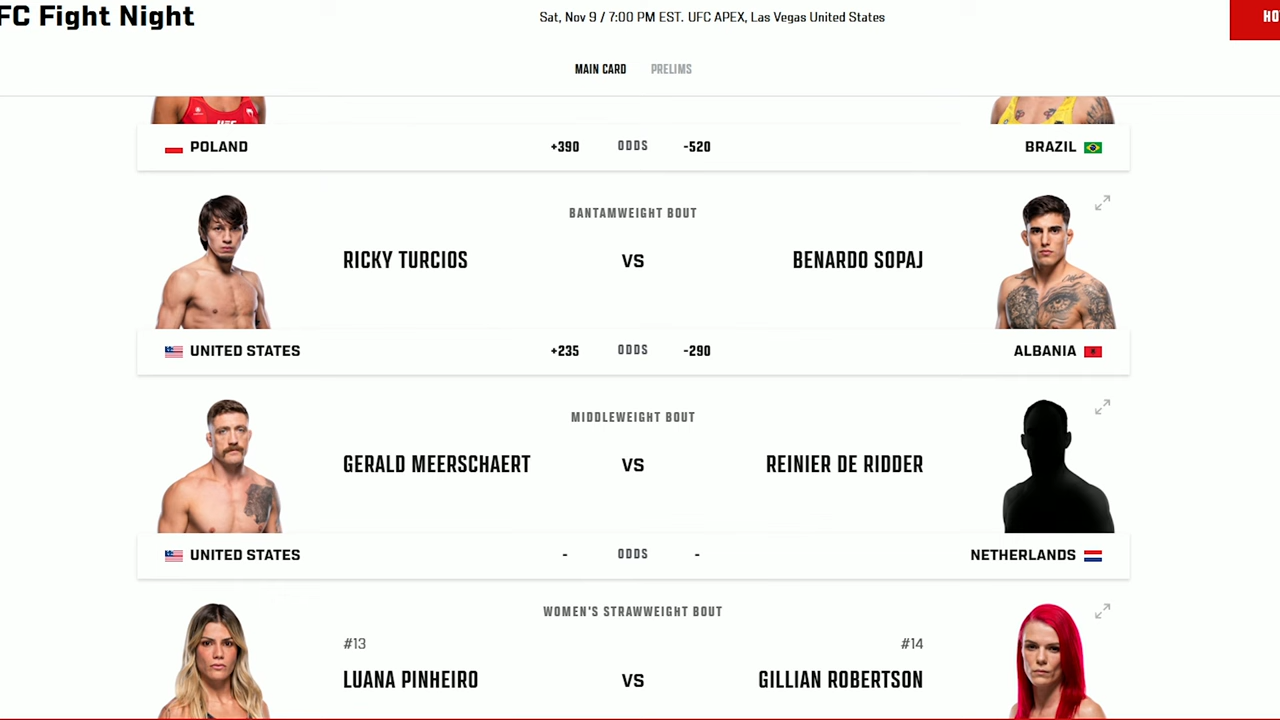 FC Fight Night
Sat, Nov 9 / 7:00 PM EST. UFC APEX, Las Vegas United States
HO
MAIN CARD PRELIMS
UFC
POLAND +390 ODDS -520 BRAZIL
BANTAMWEIGHT BOUT
RICKY TURCIOS VS BENARDO SOPAJ
UNITED STATES +235 ODDS -290 ALBANIA
MIDDLEWEIGHT BOUT
GERALD MEERSCHAERT VS REINIER DE RIDDER
UNITED STATES - ODDS - NETHERLANDS
WOMEN'S STRAWWEIGHT BOUT
#13 #14
LUANA PINHEIRO VS GILLIAN ROBERTSON